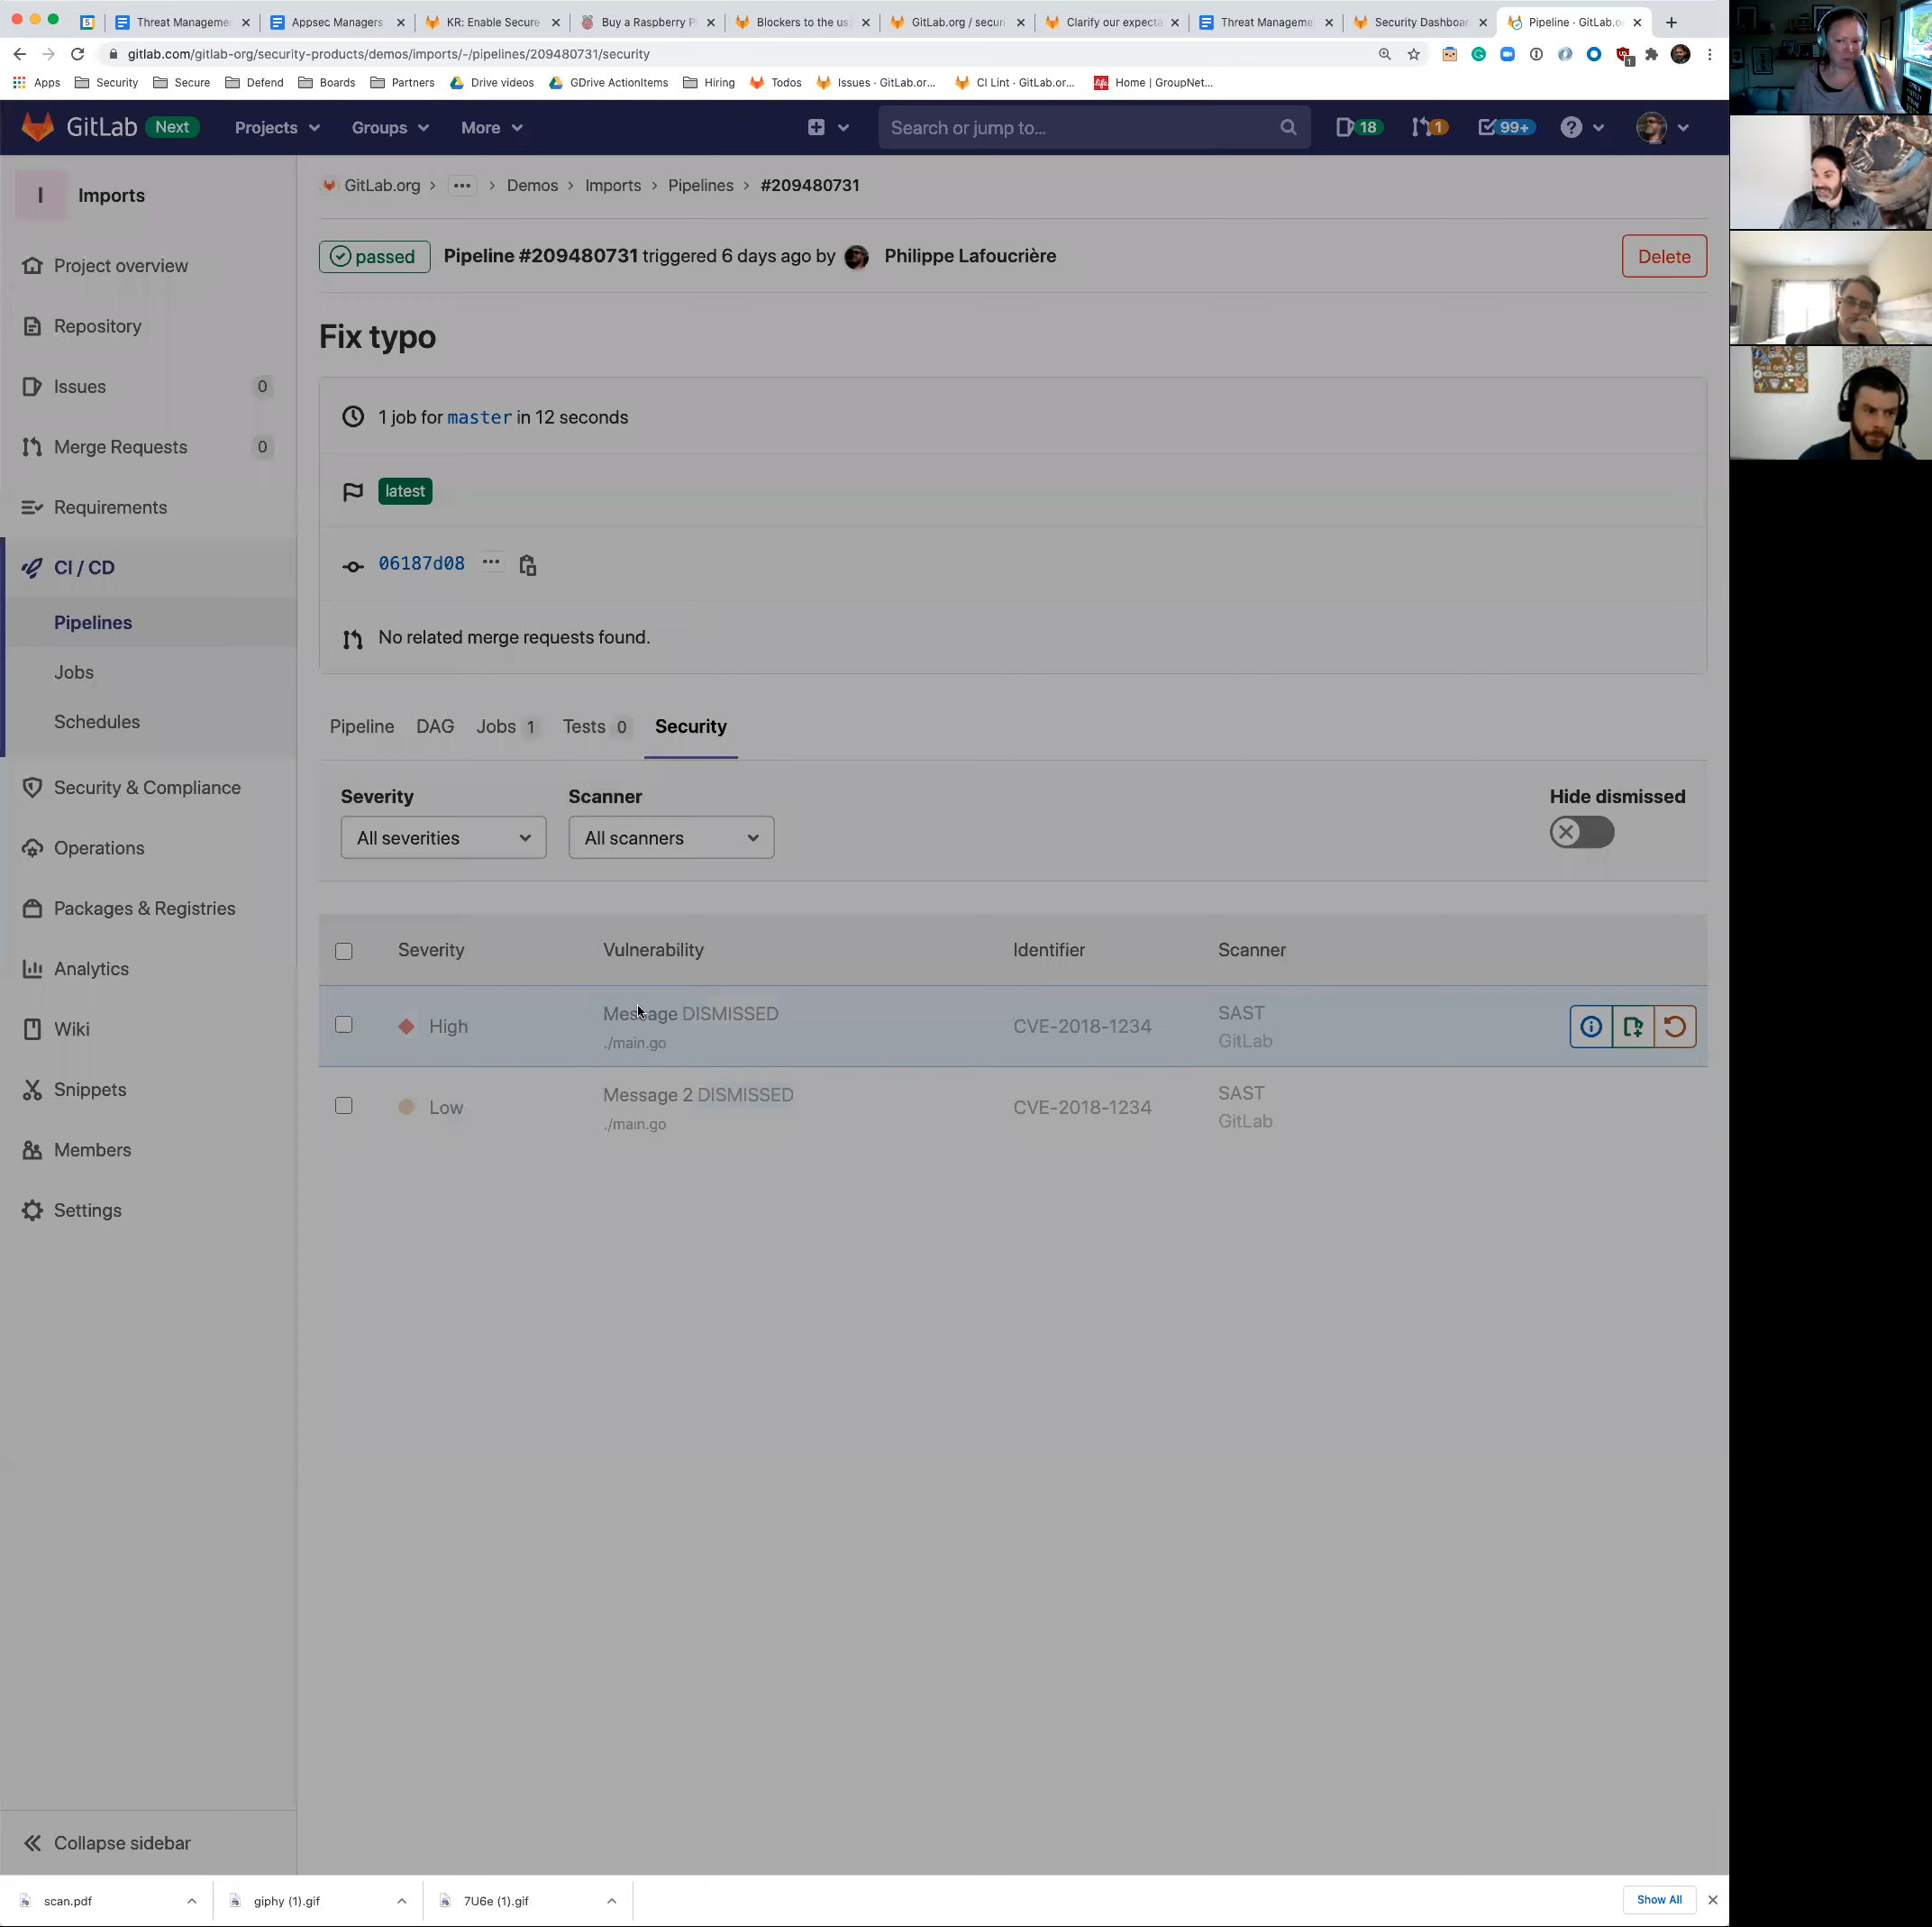 Threat Manageme
Appsec Managers
KR: Enable Secure
Buy a Raspberry P
Blockers to the us
GitLab.org / securi
Clarify our expecta
Threat Manageme
Security Dashboar
Pipeline · GitLab.o
gitlab.com/gitlab-org/security-products/demos/imports/-/pipelines/209480731/security
Apps Security Secure Defend Boards Partners Drive videos GDrive ActionItems Hiring Todos Issues · GitLab.or... CI Lint · GitLab.or... Home | GroupNet...
GitLab Next Projects Groups More Search or jump to... 18 1 99+
I Imports
Project overview
Repository
Issues 0
Merge Requests 0
Requirements
CI / CD
Pipelines
Jobs
Schedules
Security & Compliance
Operations
Packages & Registries
Analytics
Wiki
Snippets
Members
Settings
Collapse sidebar
GitLab.org > ... > Demos > Imports > Pipelines > #209480731
passed Pipeline #209480731 triggered 6 days ago by Philippe Lafoucrière Delete
Fix typo
1 job for master in 12 seconds
latest
06187d08 ...
No related merge requests found.
Pipeline DAG Jobs 1 Tests 0 Security
Severity Scanner Hide dismissed
All severities All scanners
Severity Vulnerability Identifier Scanner
High Message DISMISSED CVE-2018-1234 SAST
./main.go GitLab
Low Message 2 DISMISSED CVE-2018-1234 SAST
./main.go GitLab
scan.pdf giphy (1).gif 7U6e (1).gif Show All